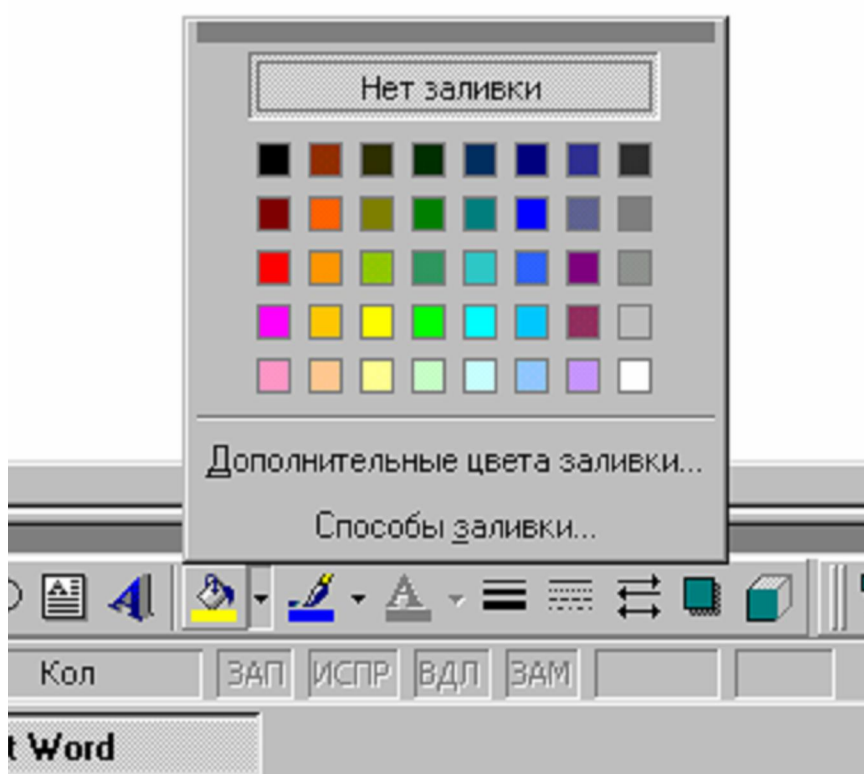 Нет заливки
Дополнительные цвета заливки...
Способы заливки...
Кол ЗАП ИСПР ВДЛ ЗАМ
t Word